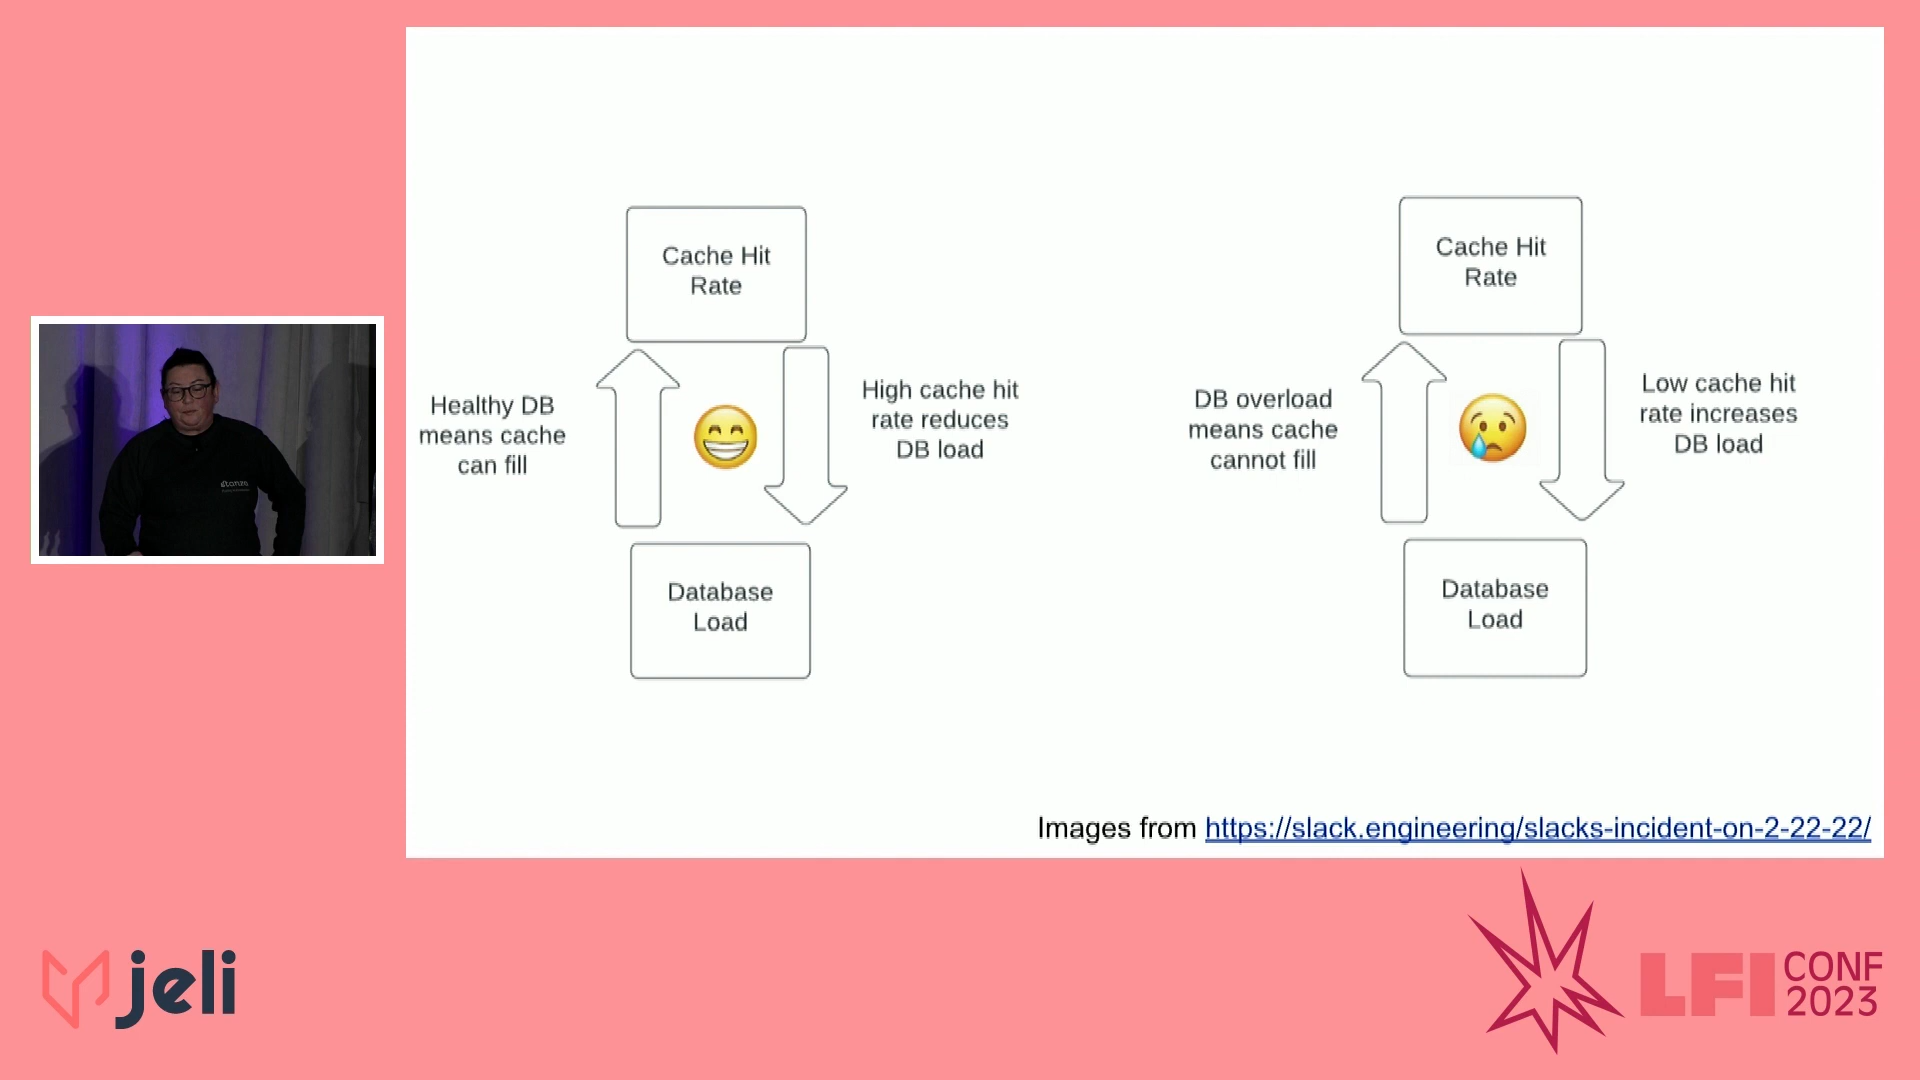 Cache Hit
Rate
Healthy DB
means cache
can fill
High cache hit
rate reduces
DB load
Database
Load
Cache Hit
Rate
DB overload
means cache
cannot fill
Low cache hit
rate increases
DB load
Database
Load
Images from https://slack.engineering/slacks-incident-on-2-22-22/
stanza
jeli
LFI
CONF
2023